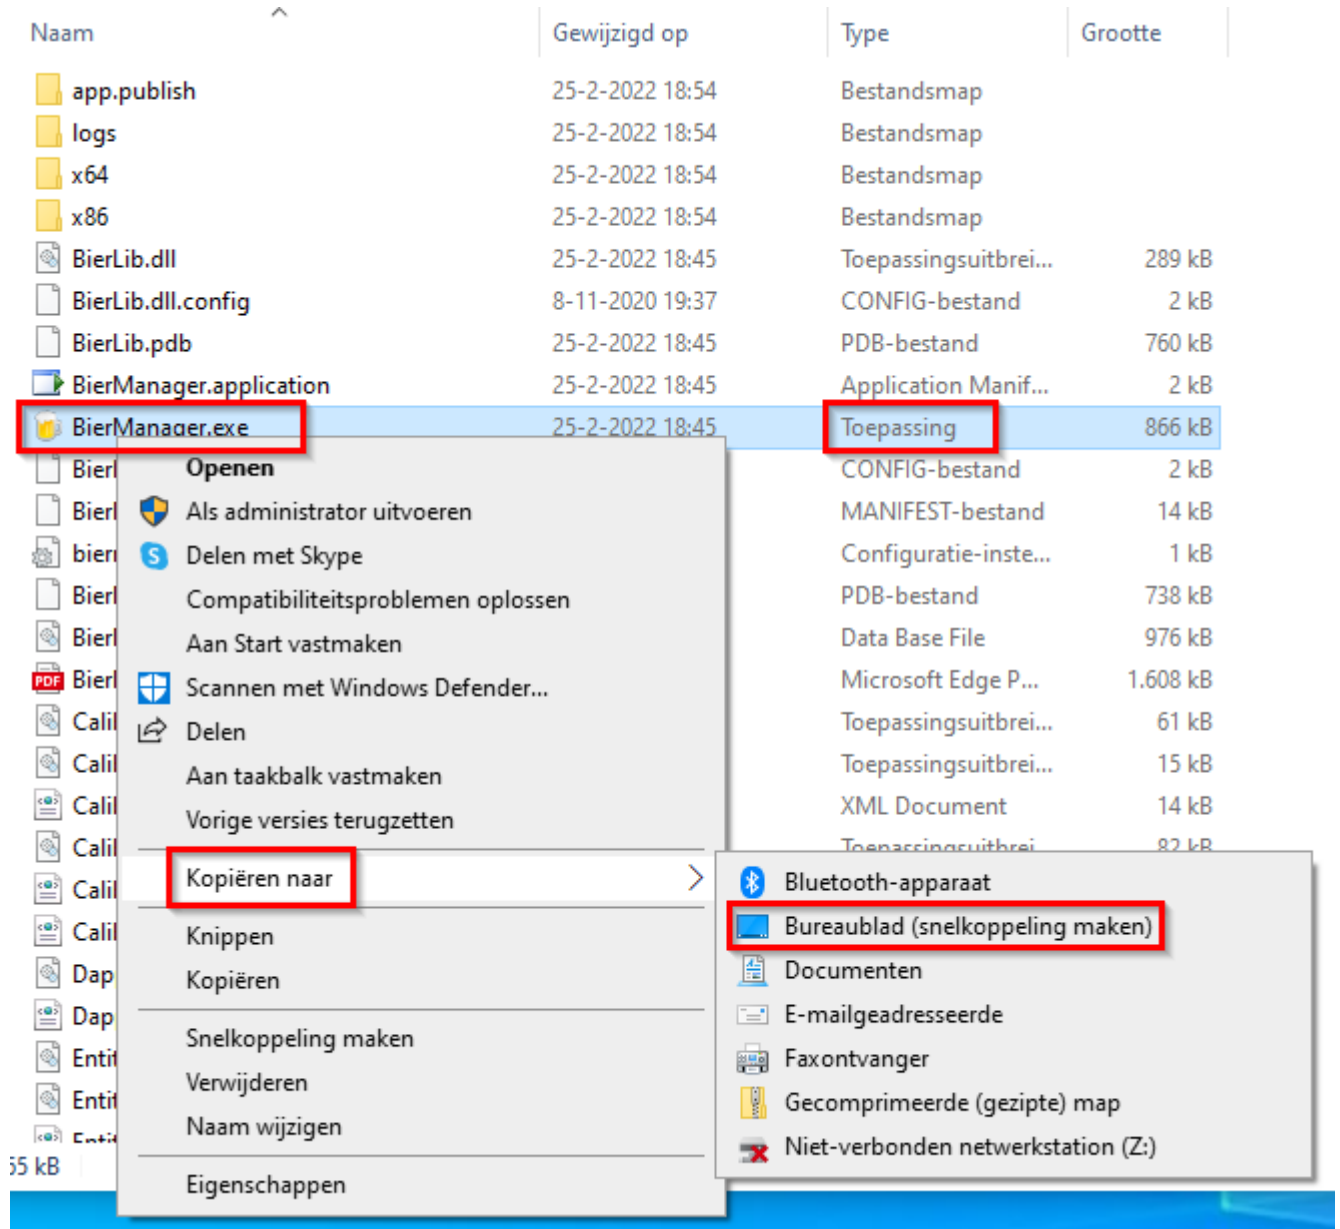 Naam Gewijzigd op Type Grootte
app.publish 25-2-2022 18:54 Bestandsmap
logs 25-2-2022 18:54 Bestandsmap
x64 25-2-2022 18:54 Bestandsmap
x86 25-2-2022 18:54 Bestandsmap
BierLib.dll 25-2-2022 18:45 Toepassingsuitbrei... 289 kB
BierLib.dll.config 8-11-2020 19:37 CONFIG-bestand 2 kB
BierLib.pdb 25-2-2022 18:45 PDB-bestand 760 kB
BierManager.application 25-2-2022 18:45 Application Manif... 2 kB
BierManager.exe 25-2-2022 18:45 Toepassing 866 kB
CONFIG-bestand 2 kB
MANIFEST-bestand 14 kB
Configuratie-inste... 1 kB
PDB-bestand 738 kB
Data Base File 976 kB
PDF Microsoft Edge P... 1.608 kB
Toepassingsuitbrei... 61 kB
Toepassingsuitbrei... 15 kB
XML Document 14 kB
Toepassingsuitbrei 82 kB
Dap
Dap
Openen
Als administrator uitvoeren
Delen met Skype
Compatibiliteitsproblemen oplossen
Aan Start vastmaken
Scannen met Windows Defender...
Delen
Aan taakbalk vastmaken
Vorige versies terugzetten
Kopiëren naar
Knippen
Kopiëren
Snelkoppeling maken
Verwijderen
Naam wijzigen
Eigenschappen
Bluetooth-apparaat
Bureaublad (snelkoppeling maken)
Documenten
E-mailgeadresseerde
Faxontvanger
Gecomprimeerde (gezipte) map
Niet-verbonden netwerkstation (Z:)
55 kB